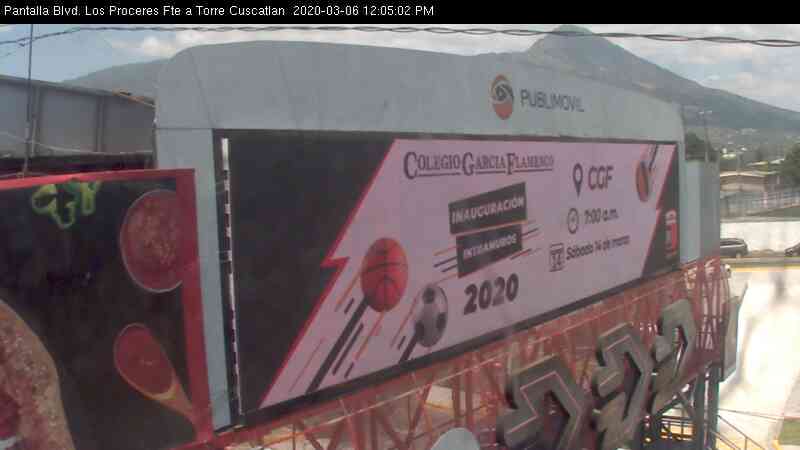 Pantalla Blvd. Los Proceres Fte a Torre Cuscatlan 2020-03-06 12:05:02 PM
PUBLIMOVIL
COLEGIO GARCIA FLAMENCO
CGF
INAUGURACIÓN
7:00 a.m.
INTRAMUROS
14
Sábado 14 de marzo
2020